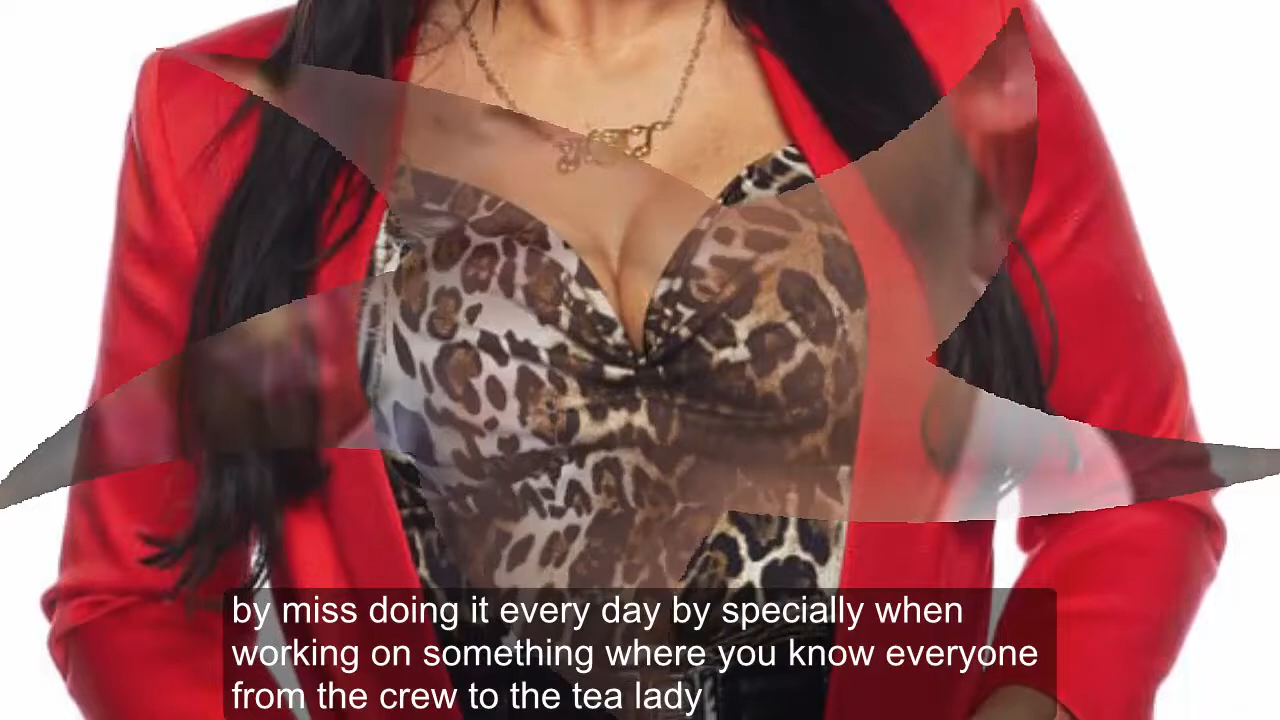 by miss doing it every day by specially when
working on something where you know everyone
from the crew to the tea lady